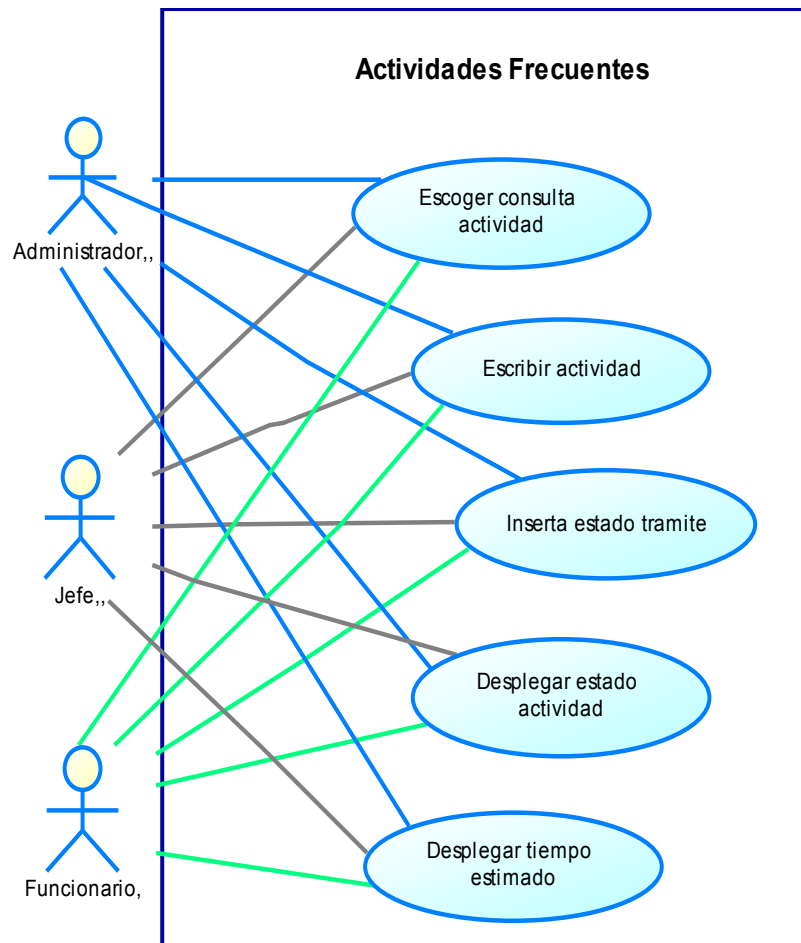 Actividades Frecuentes
Escoger consulta
actividad
Administrador,,
Escribir actividad
Inserta estado tramite
Jefe,,
Desplegar estado
actividad
Desplegar tiempo
estimado
Funcionario,